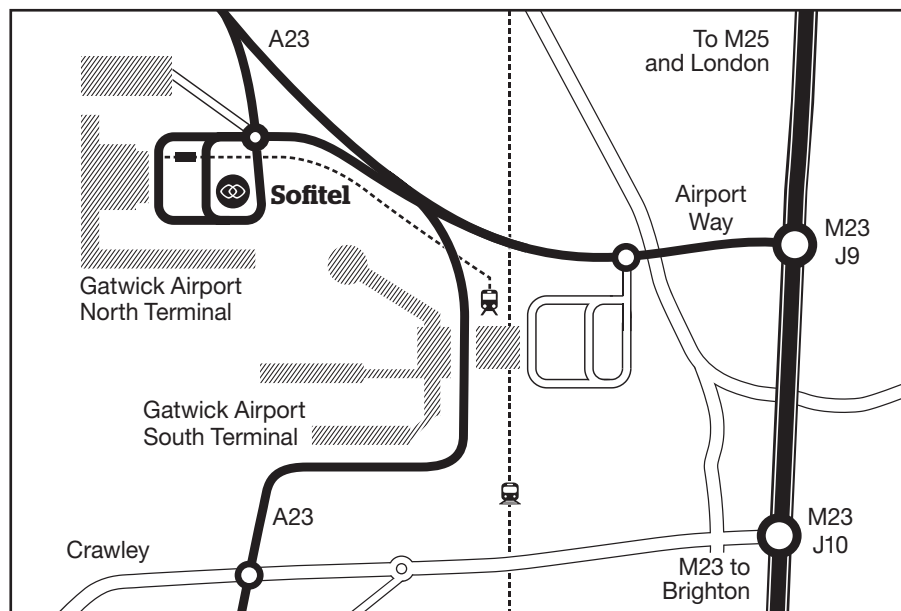 A23
To M25
and London
Sofitel
Airport
Way
M23
J9
Gatwick Airport
North Terminal
Gatwick Airport
South Terminal
A23
M23
J10
Crawley
M23 to
Brighton